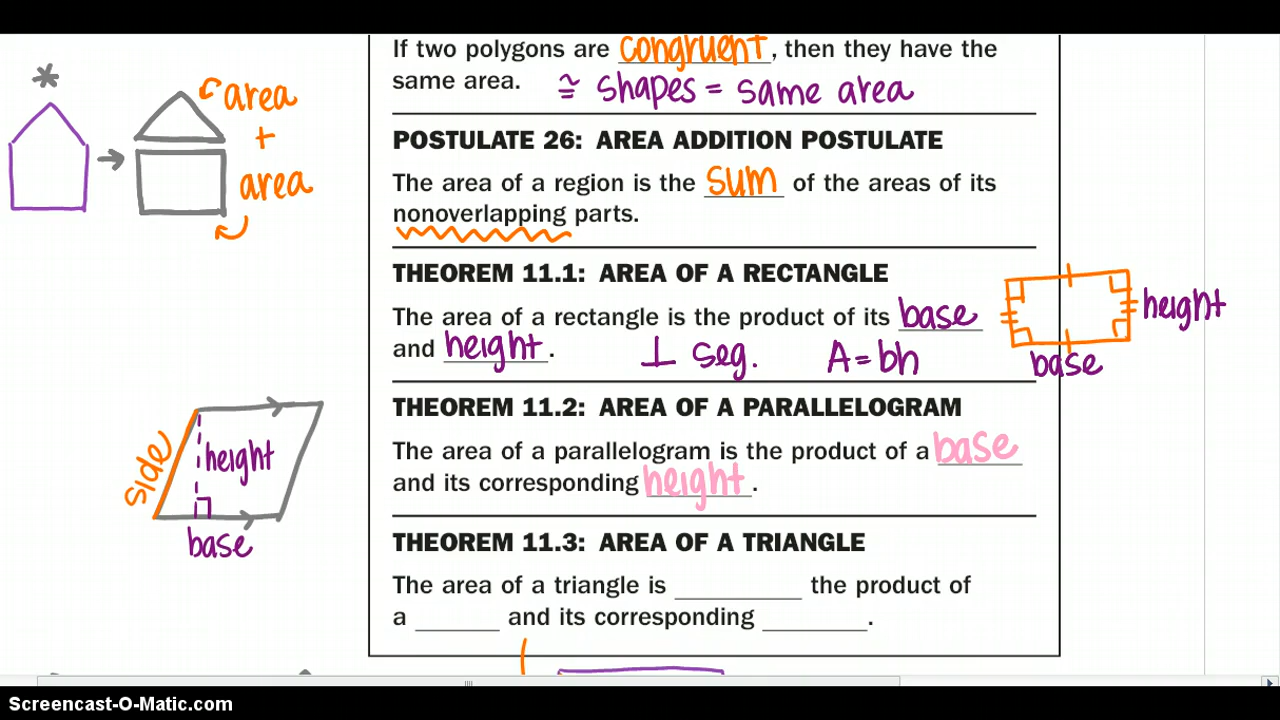 If two polygons are congruent, then they have the
same area. ≅ shapes = same area
*
area
+
area
POSTULATE 26: AREA ADDITION POSTULATE
The area of a region is the sum of the areas of its
nonoverlapping parts.
THEOREM 11.1: AREA OF A RECTANGLE
The area of a rectangle is the product of its base
and height. ⊥ seg. A = bh
height
base
THEOREM 11.2: AREA OF A PARALLELOGRAM
The area of a parallelogram is the product of a base
and its corresponding height.
side
height
base
THEOREM 11.3: AREA OF A TRIANGLE
The area of a triangle is __________ the product of
a _______ and its corresponding ________.
Screencast-O-Matic.com